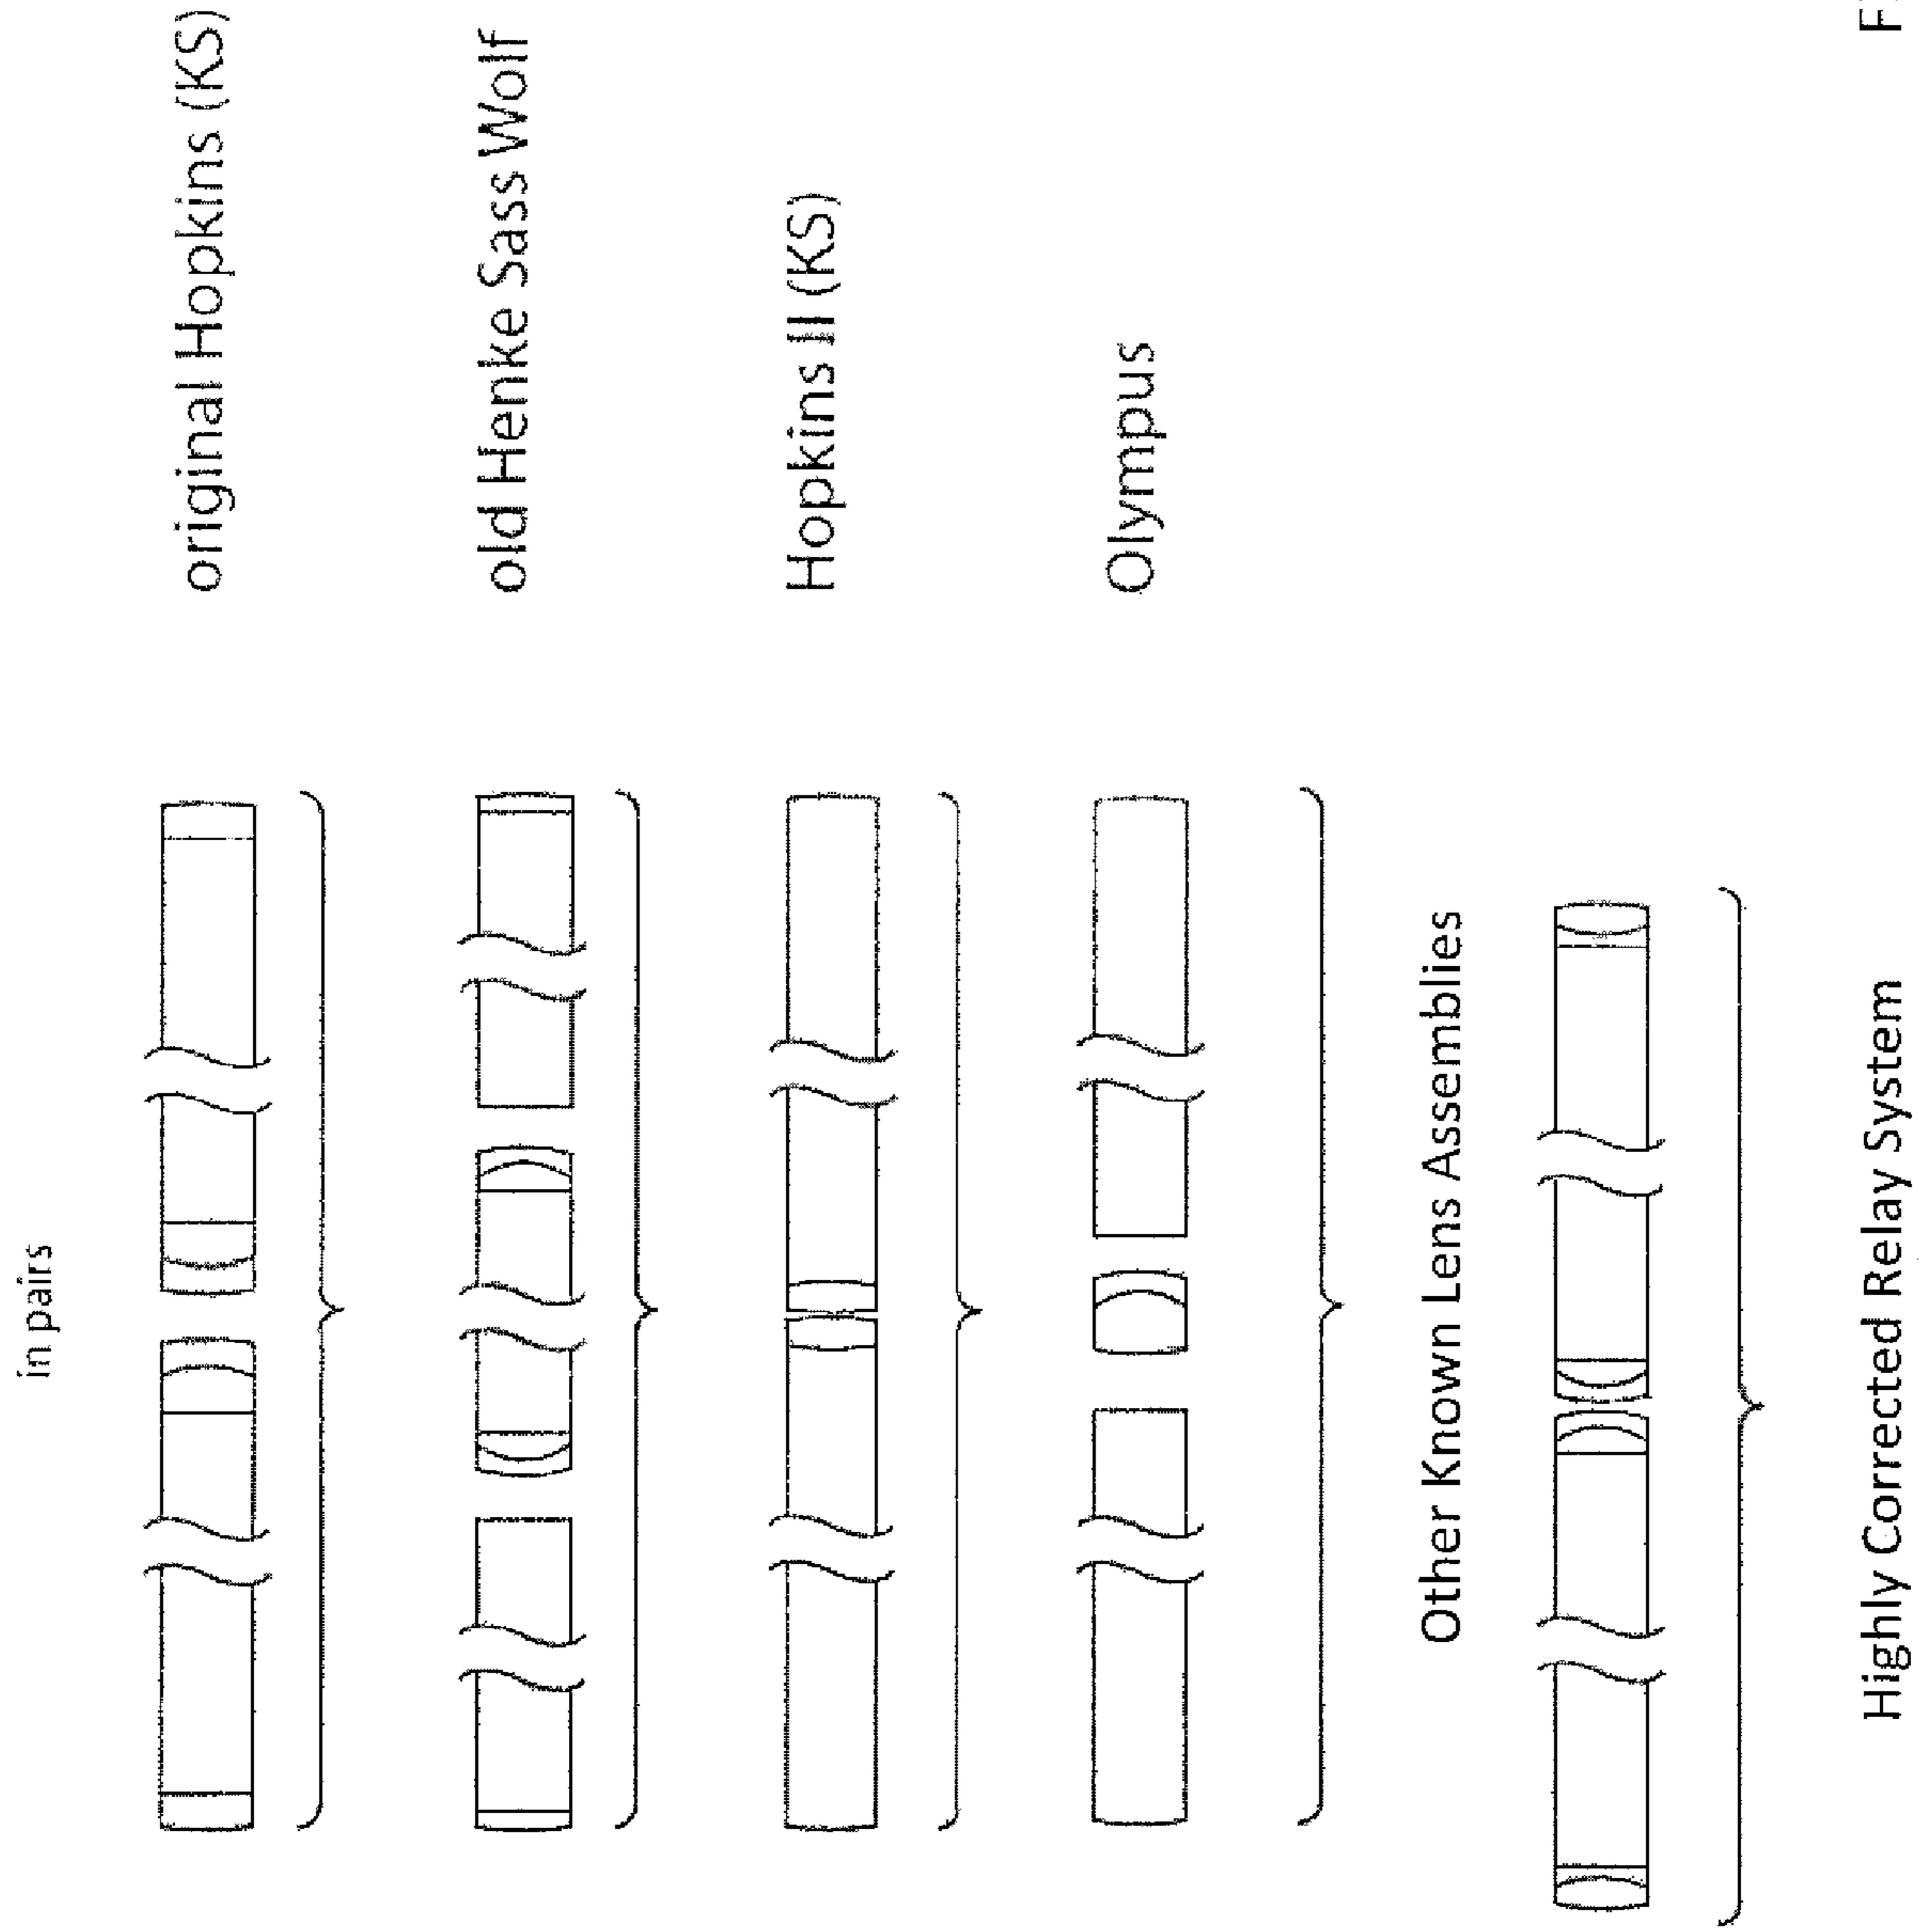 in pairs
original Hopkins (KS)
old Henke Sass Wolf
Hopkins II (KS)
Olympus
Other Known Lens Assemblies
Highly Corrected Relay System
F